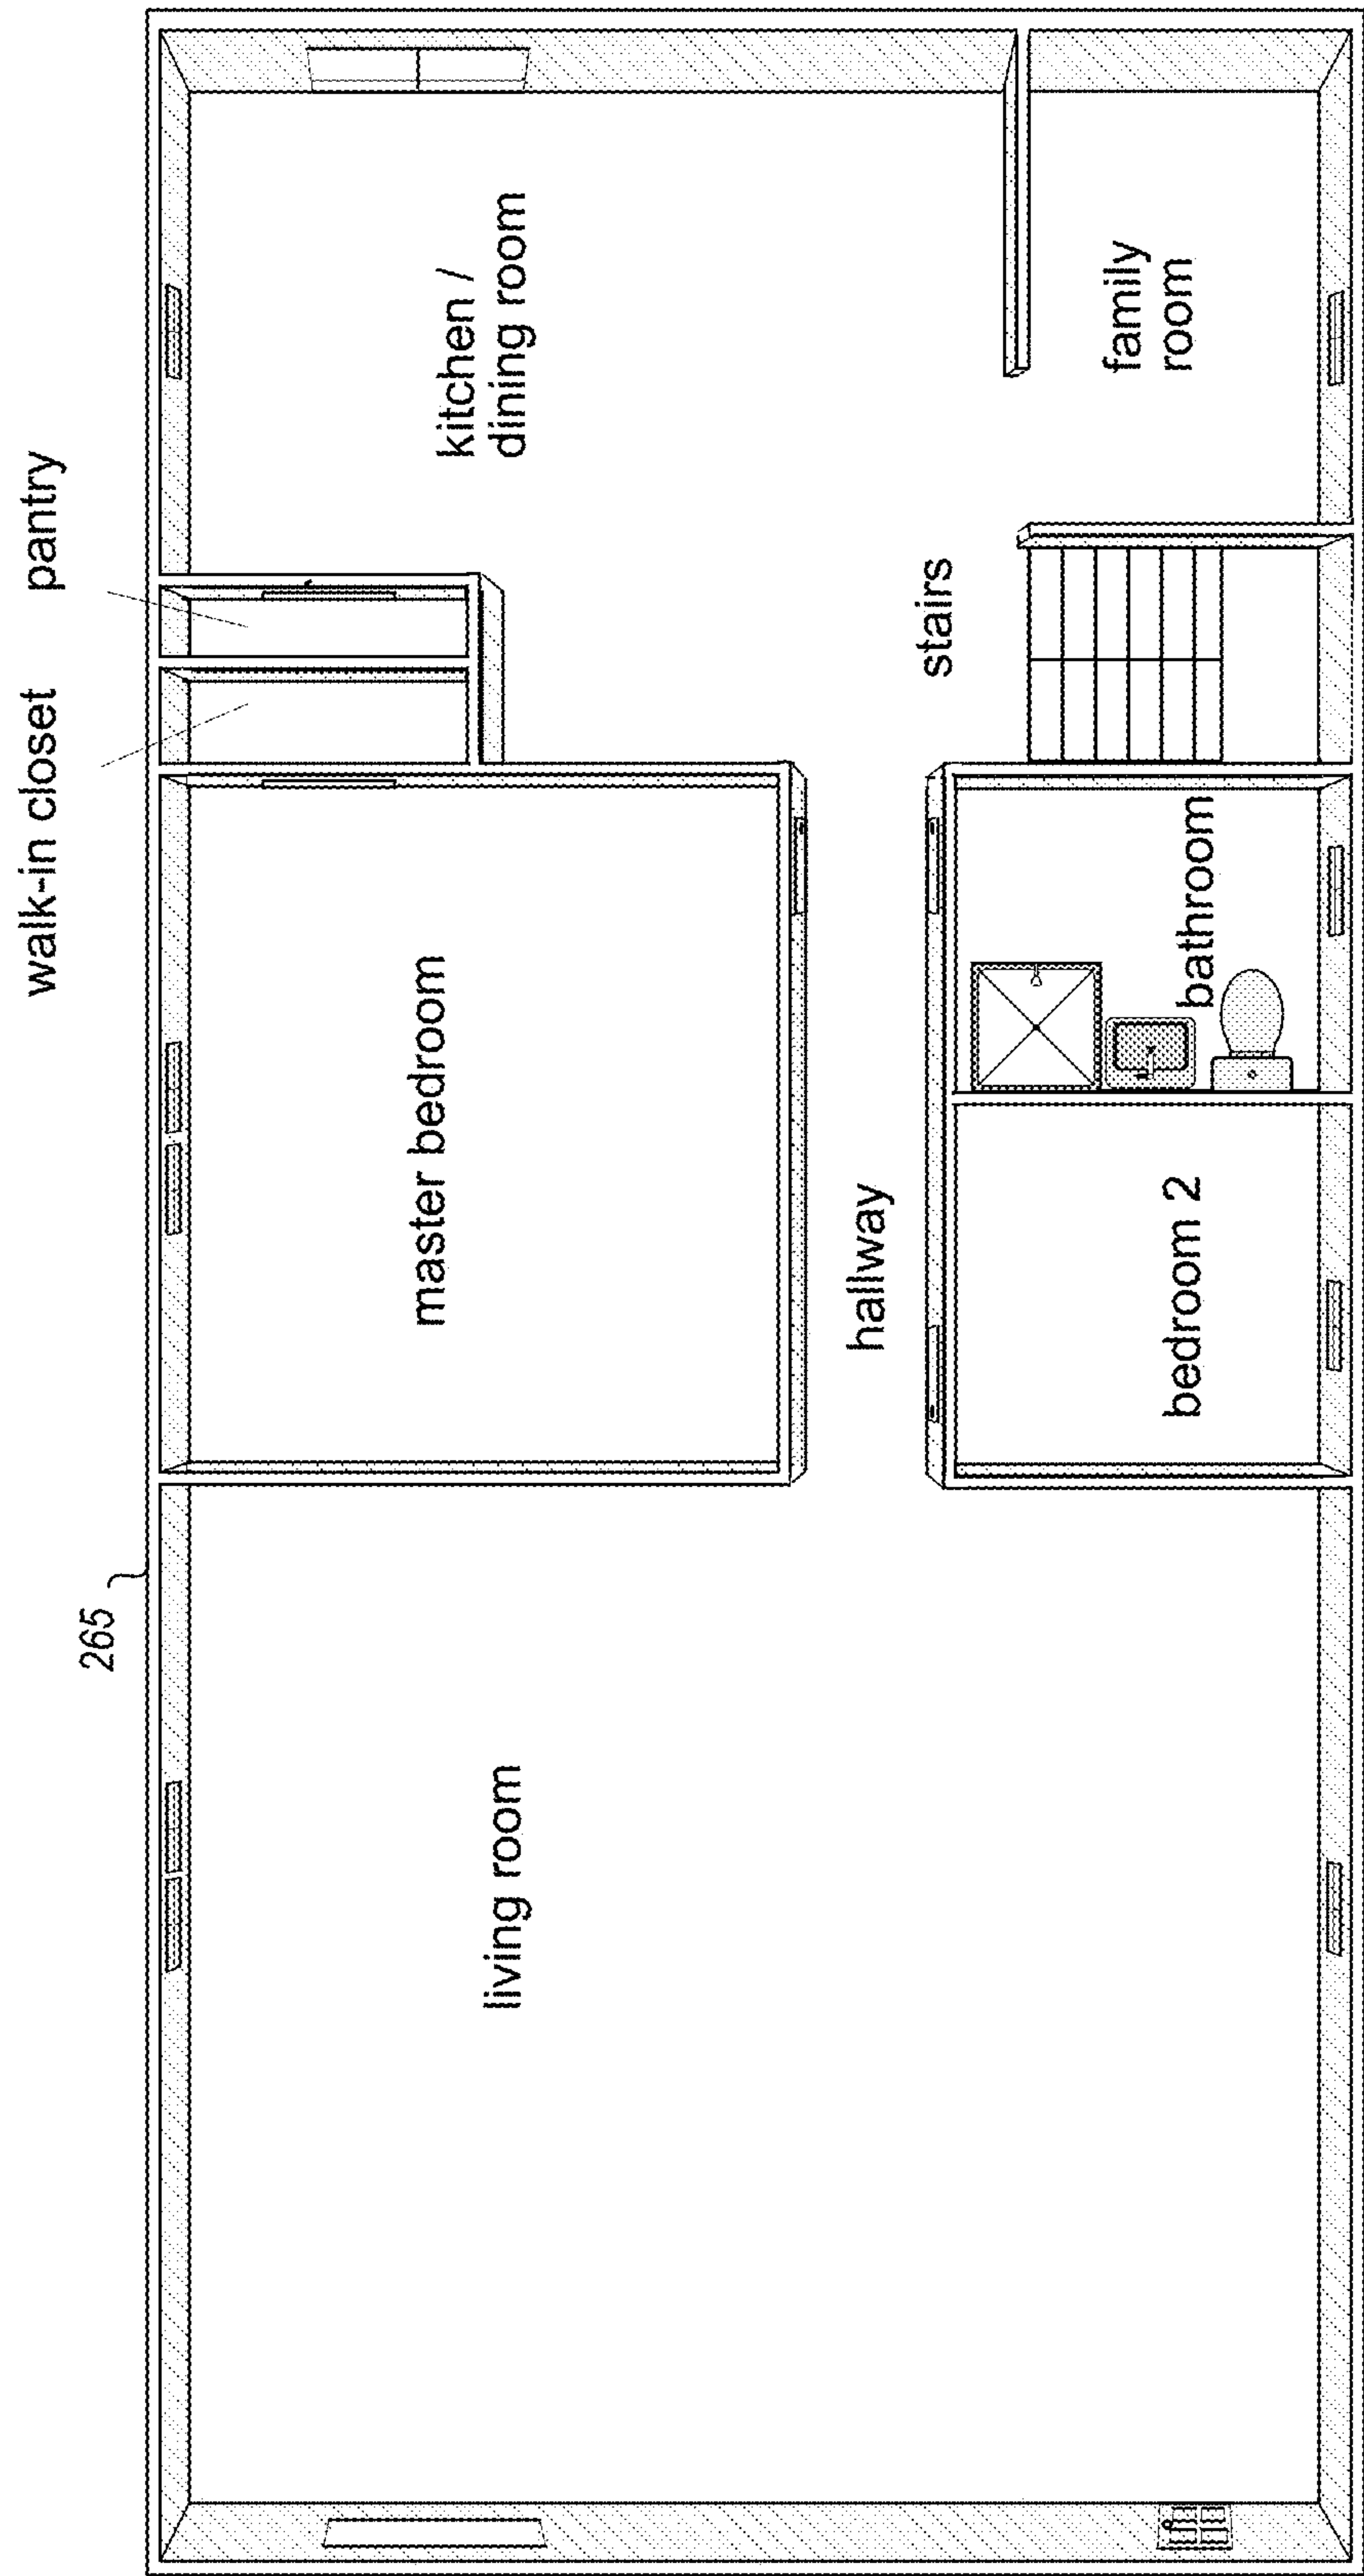 walk-in closet
pantry
265
living room
master bedroom
kitchen /
dining room
hallway
stairs
bedroom 2
bathroom
family
room